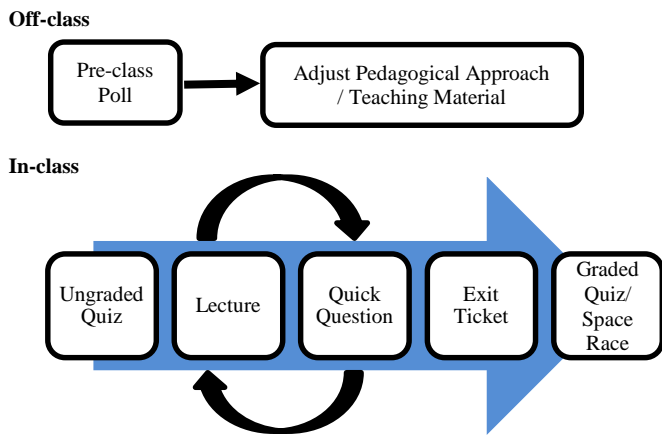 Off-class
Pre-class
Poll
Adjust Pedagogical Approach
/ Teaching Material
In-class
Ungraded
Quiz
Lecture
Quick
Question
Exit
Ticket
Graded
Quiz/
Space
Race